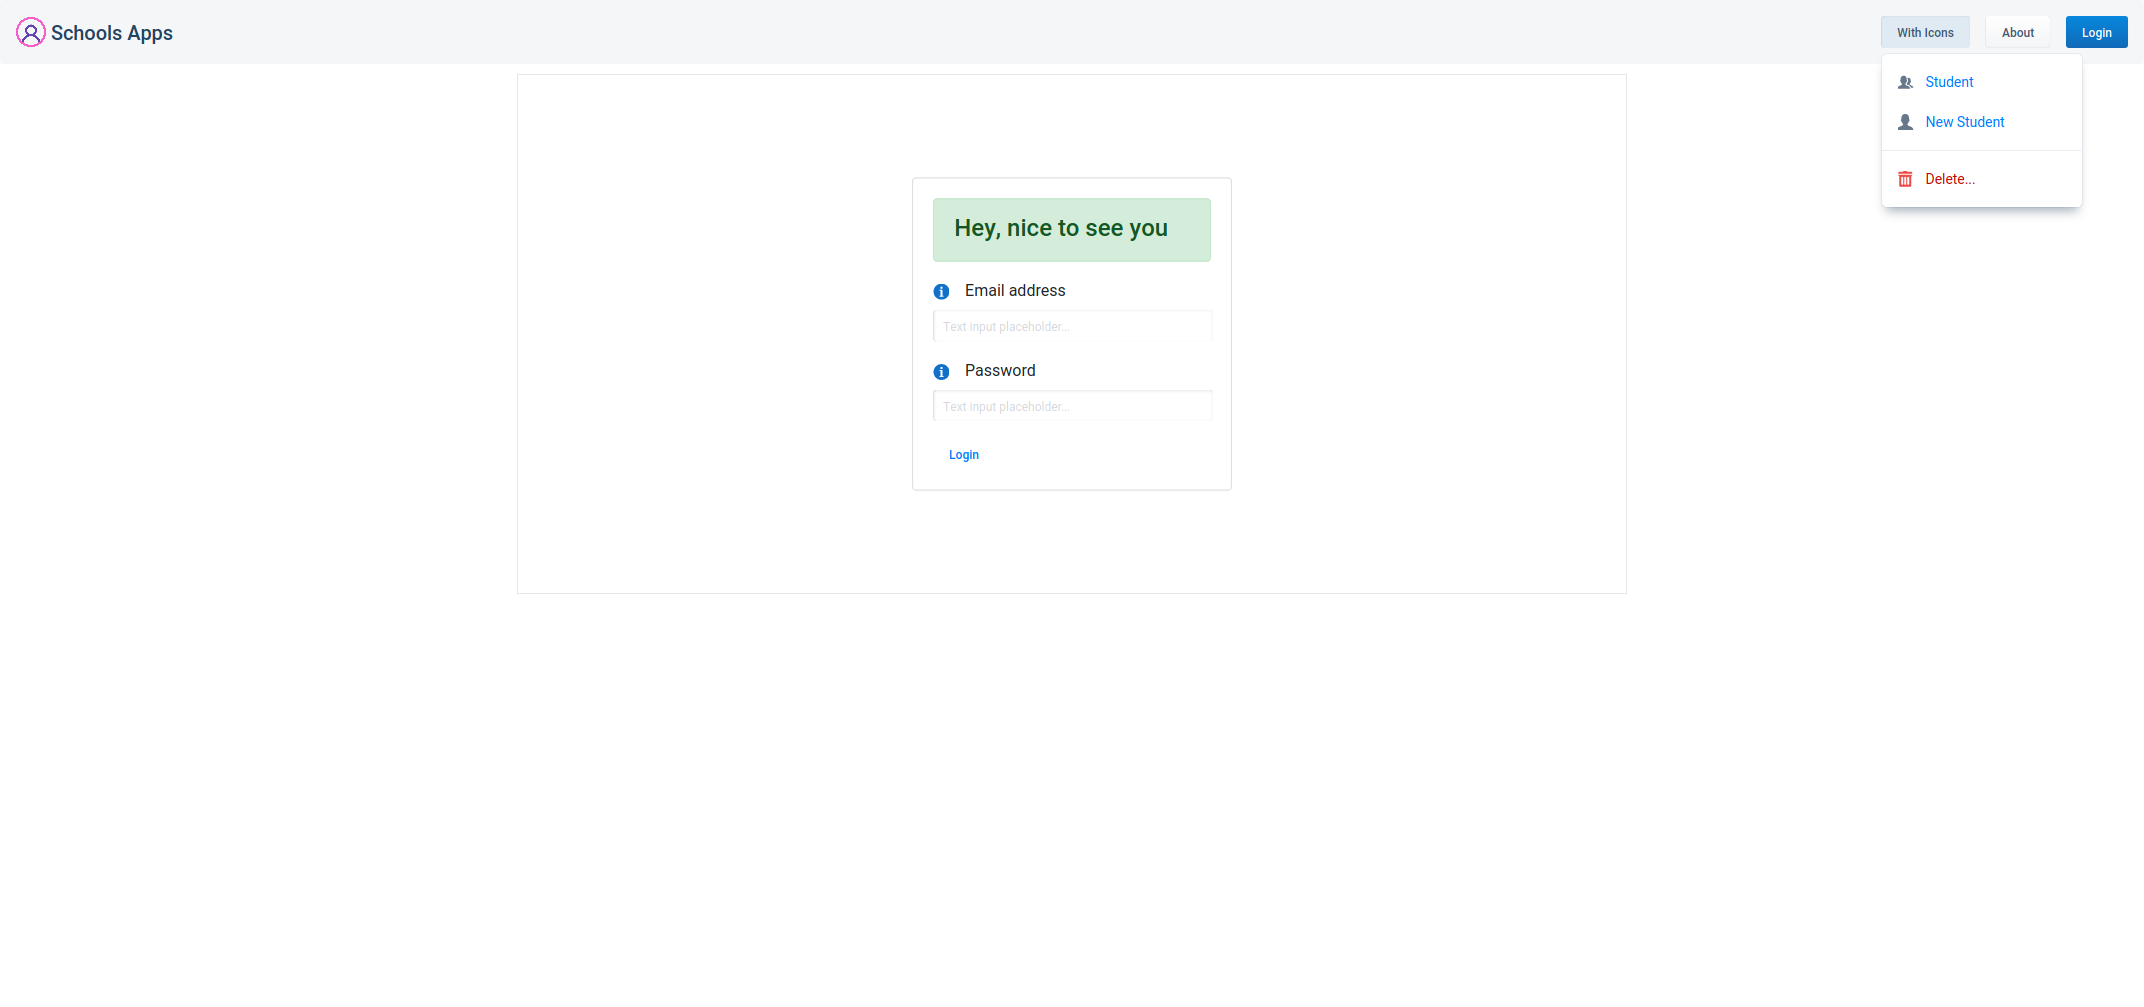 Schools Apps
With Icons
About
Login
Student
New Student
Delete...
Hey, nice to see you
Email address
Text input placeholder...
Password
Text input placeholder...
Login